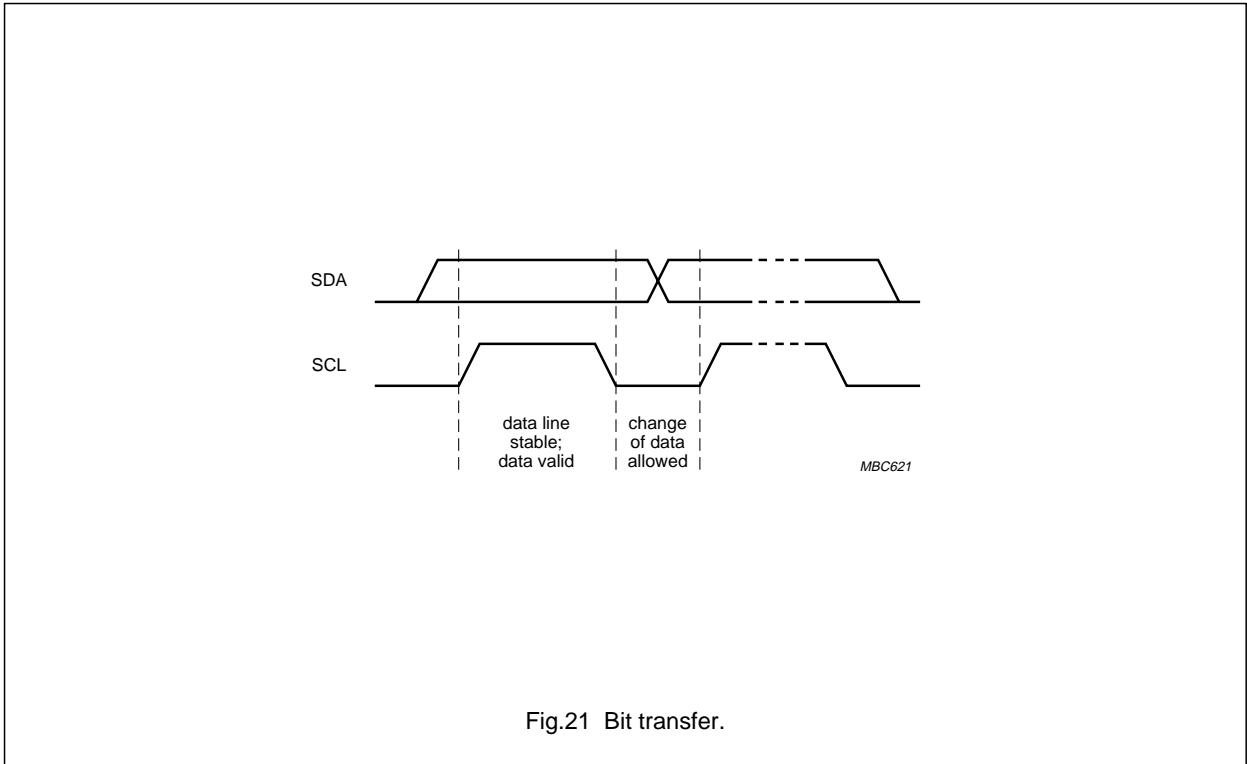 SDA
SCL
data line
stable;
data valid
change
of data
allowed
MBC621
Fig.21 Bit transfer.